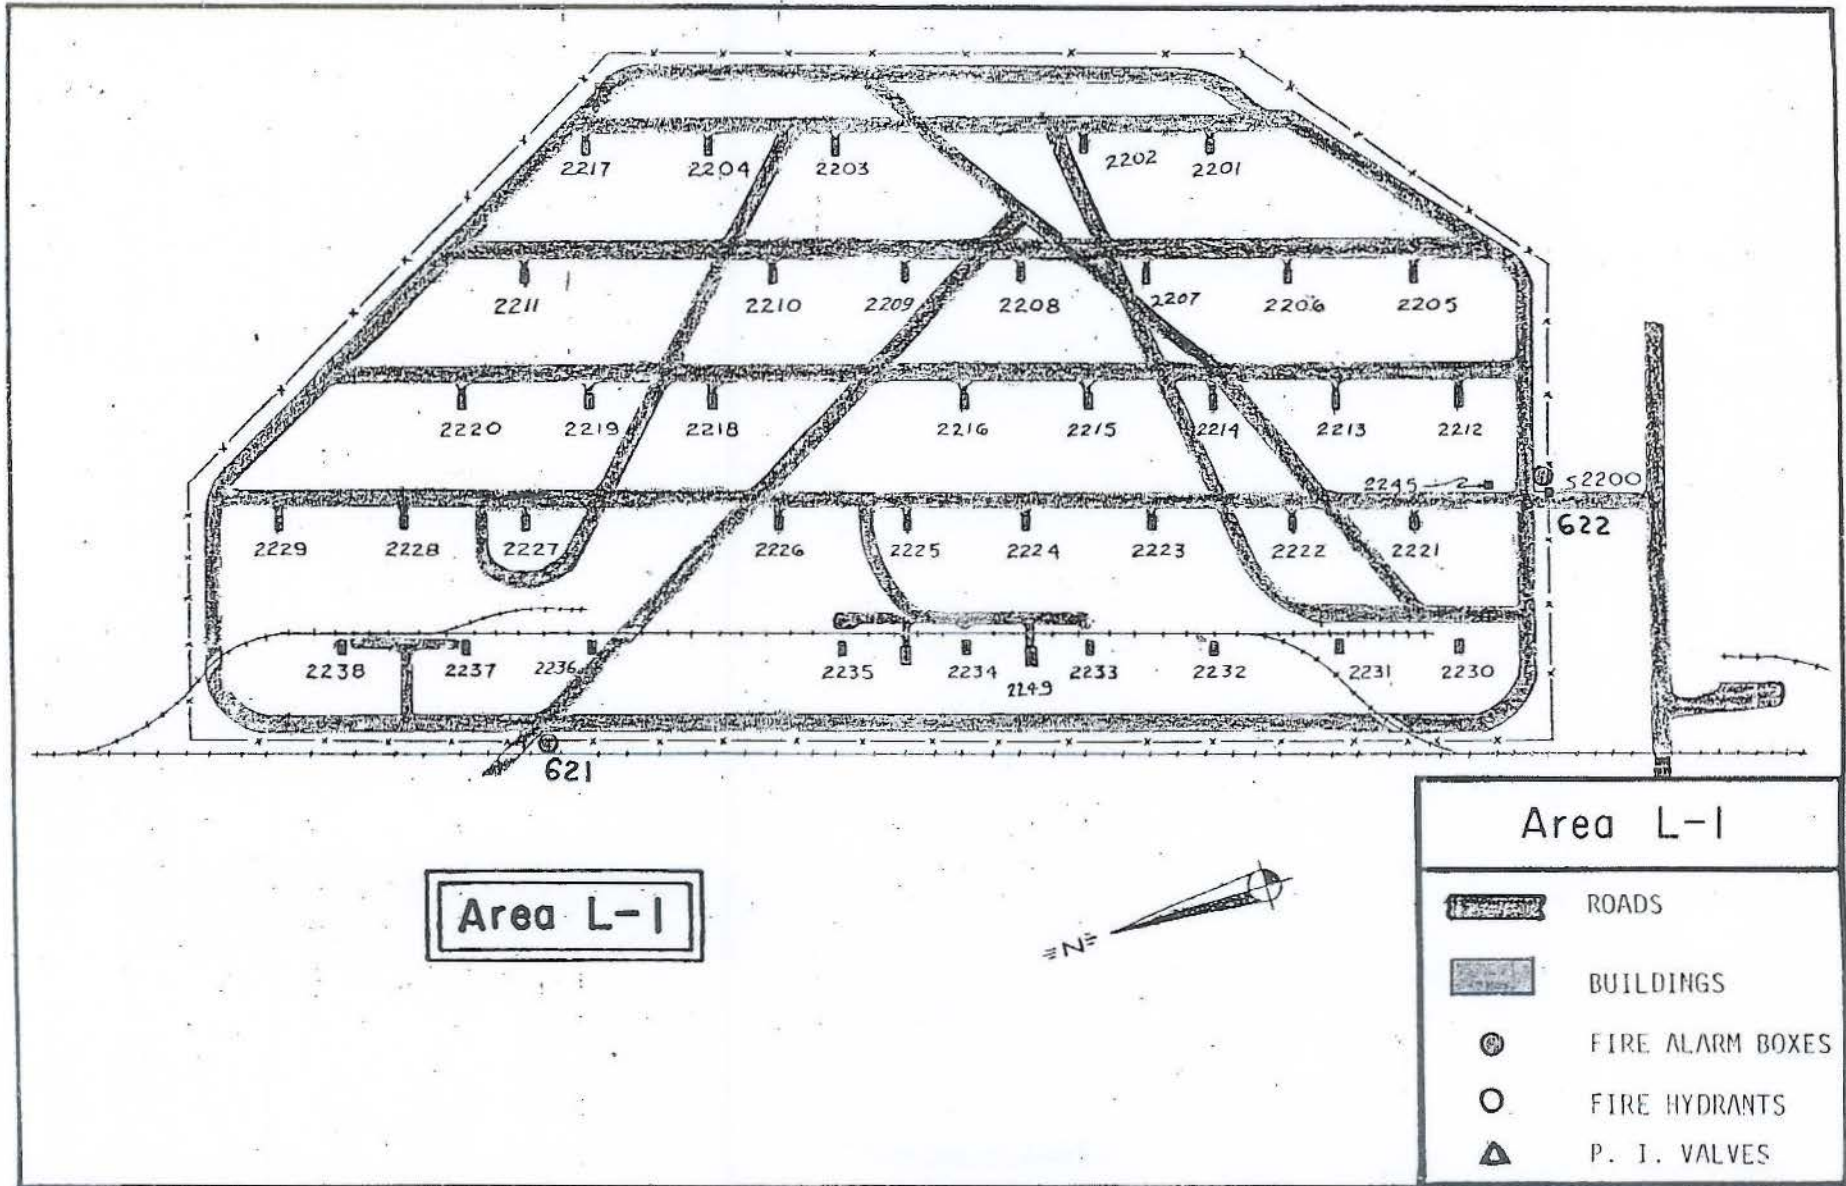 2217 2204 2203 2202 2201
2211 2210 2209 2208 2207 2206 2205
2220 2219 2218 2216 2215 2214 2213 2212
2245 S2200
622
2229 2228 2227 2226 2225 2224 2223 2222 2221
2238 2237 2236 2235 2234 2249 2233 2232 2231 2230
621
Area L-1
N
Area L-1
ROADS
BUILDINGS
FIRE ALARM BOXES
FIRE HYDRANTS
P. I. VALVES